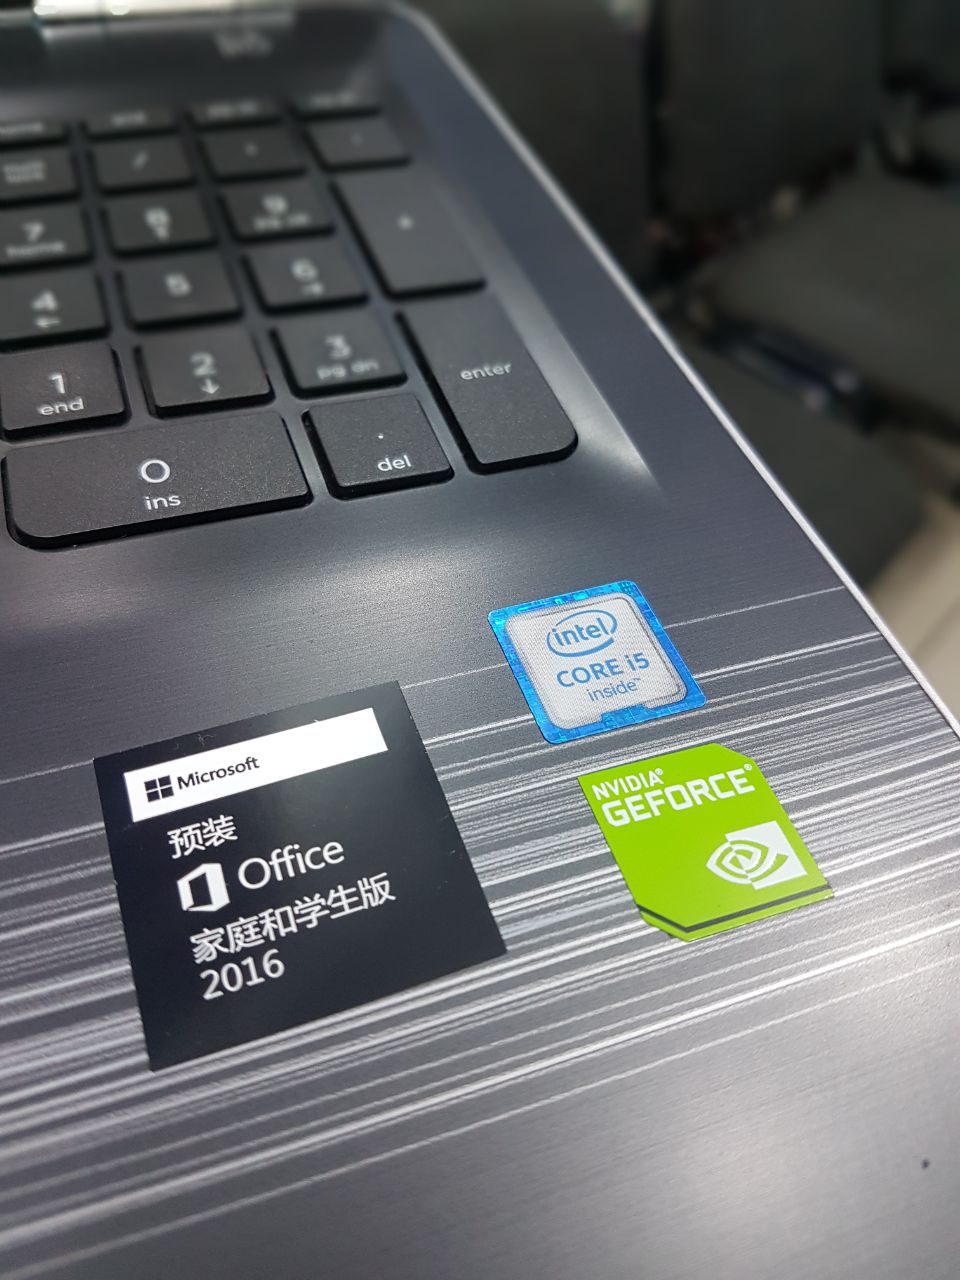 7
home
8
9
4
←
5
6
→
1
end
2
↓
3
pg dn
enter
0
ins
.
del
intel
CORE i5
inside™
Microsoft
预装
Office
家庭和学生版
2016
NVIDIA®
GEFORCE®